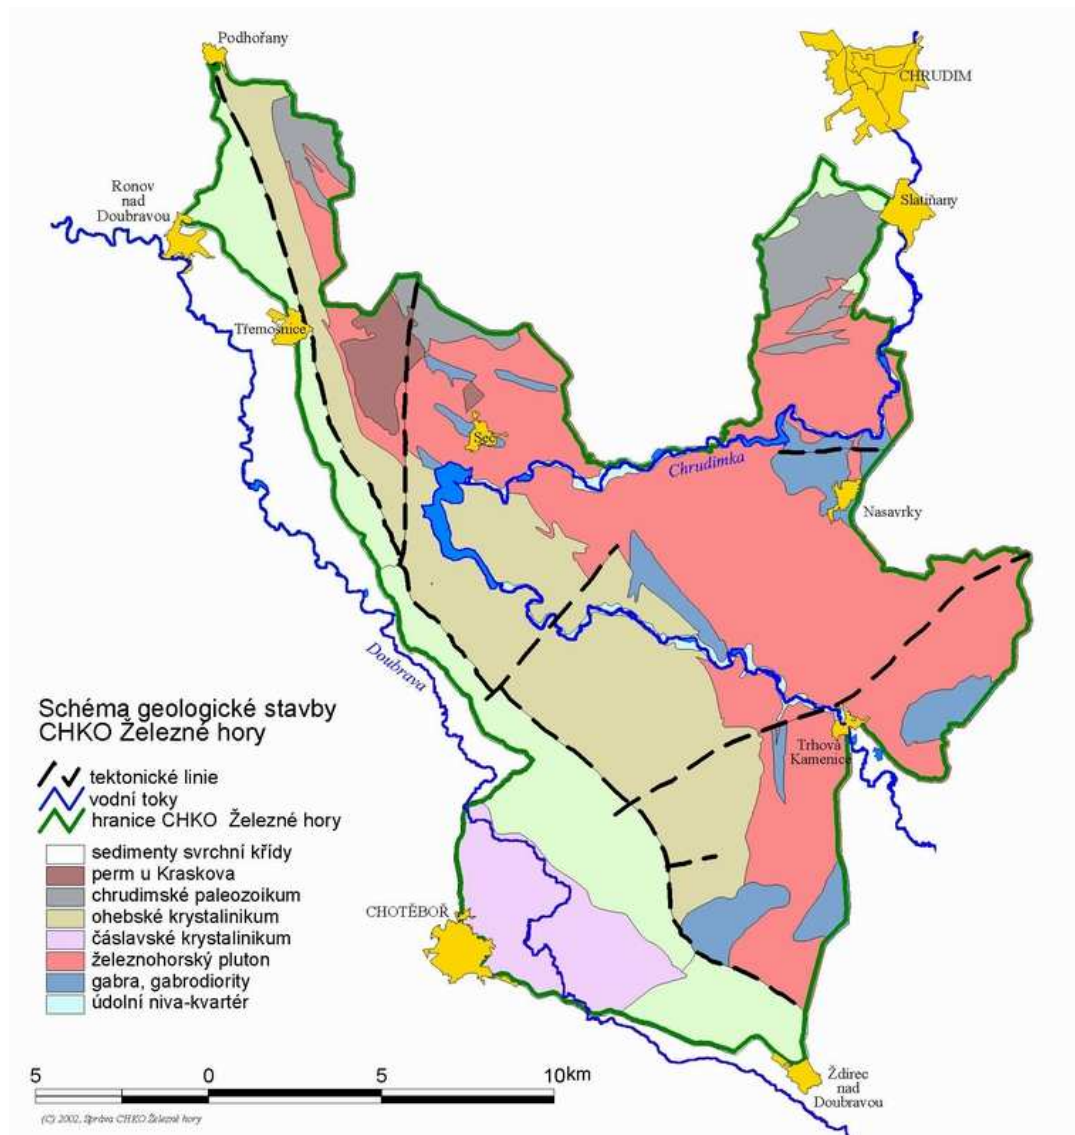 Podhořany
CHRUDIM
Ronov
nad
Doubravou
Slatiňany
Třemošnice
Seč
Chrudimka
Nasavrky
Doubrava
Schéma geologické stavby
CHKO Železné hory
tektonické linie
vodní toky
hranice CHKO Železné hory
Trhová
Kamenice
sedimenty svrchní křídy
perm u Kraskova
chrudimské paleozoikum
ohebské krystalinikum
čáslavské krystalinikum
železnohorský pluton
gabra, gabrodiority
údolní niva-kvartér
CHOTĚBOŘ
5 0 5 10 km
Ždírec
nad
Doubravou
(C) 2002, Správa CHKO Železné hory